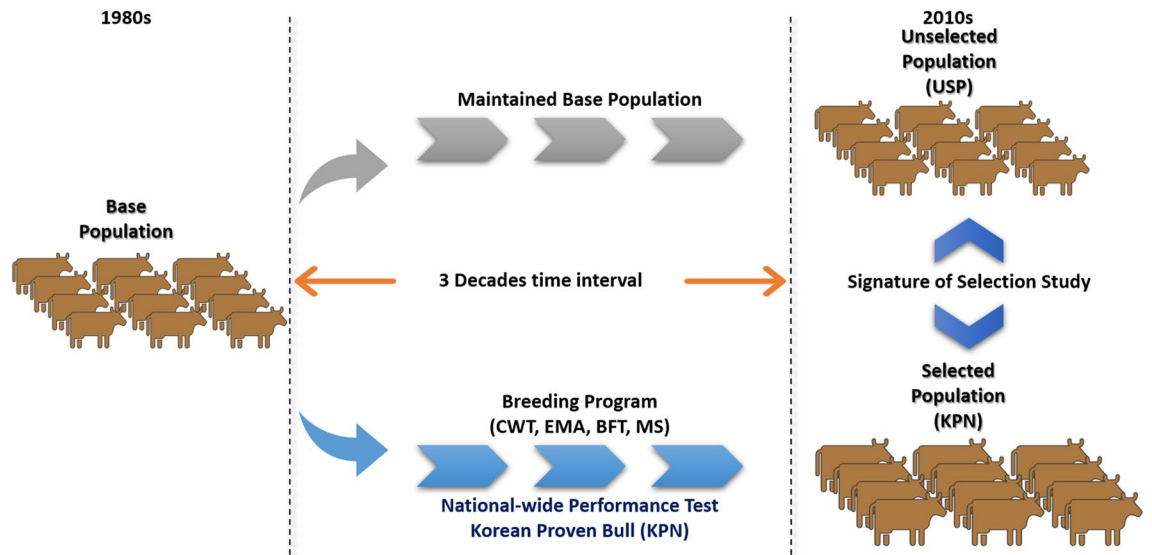 1980s
2010s
Unselected
Population
(USP)
Maintained Base Population
Base
Population
3 Decades time interval
Signature of Selection Study
Breeding Program
(CWT, EMA, BFT, MS)
National-wide Performance Test
Korean Proven Bull (KPN)
Selected
Population
(KPN)